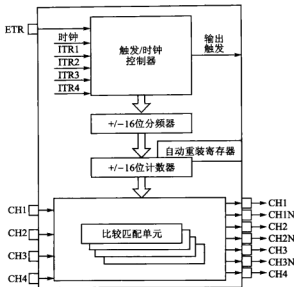 ETR
时钟
ITR1
ITR2
ITR3
ITR4
触发/时钟
控制器
输出
触发
+/-16位分频器
自动重装寄存器
+/-16位计数器
CH1
CH2
CH3
CH4
比较匹配单元
CH1
CH1N
CH2
CH2N
CH3
CH3N
CH4